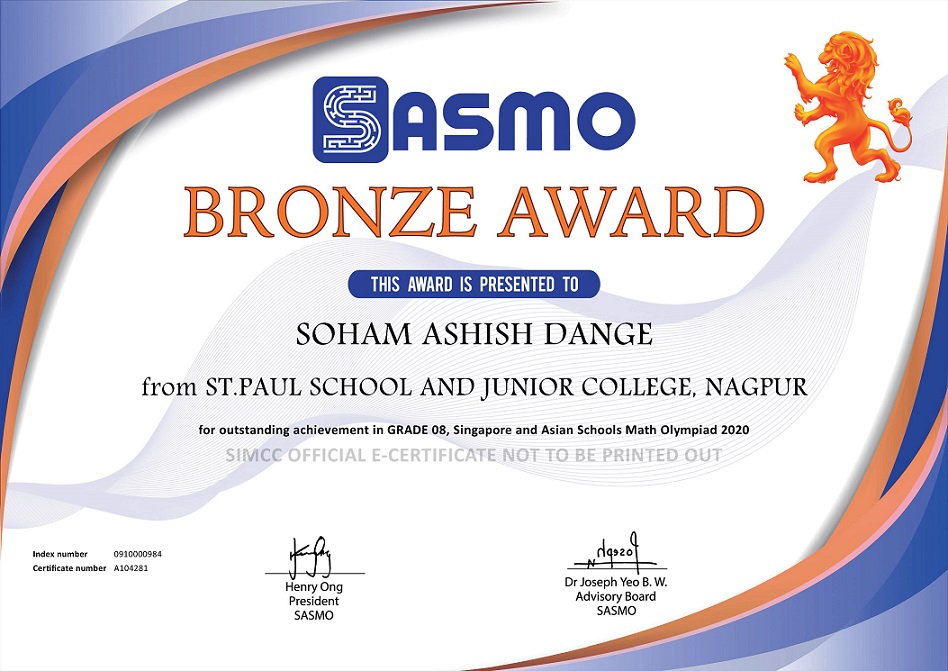 SASMO
BRONZE AWARD
THIS AWARD IS PRESENTED TO
SOHAM ASHISH DANGE
from ST.PAUL SCHOOL AND JUNIOR COLLEGE, NAGPUR
for outstanding achievement in GRADE 08, Singapore and Asian Schools Math Olympiad 2020
SIMCC OFFICIAL E-CERTIFICATE NOT TO BE PRINTED OUT
Index number 0910000984
Certificate number A104281
Henry Ong
President
SASMO
Dr Joseph Yeo B. W.
Advisory Board
SASMO